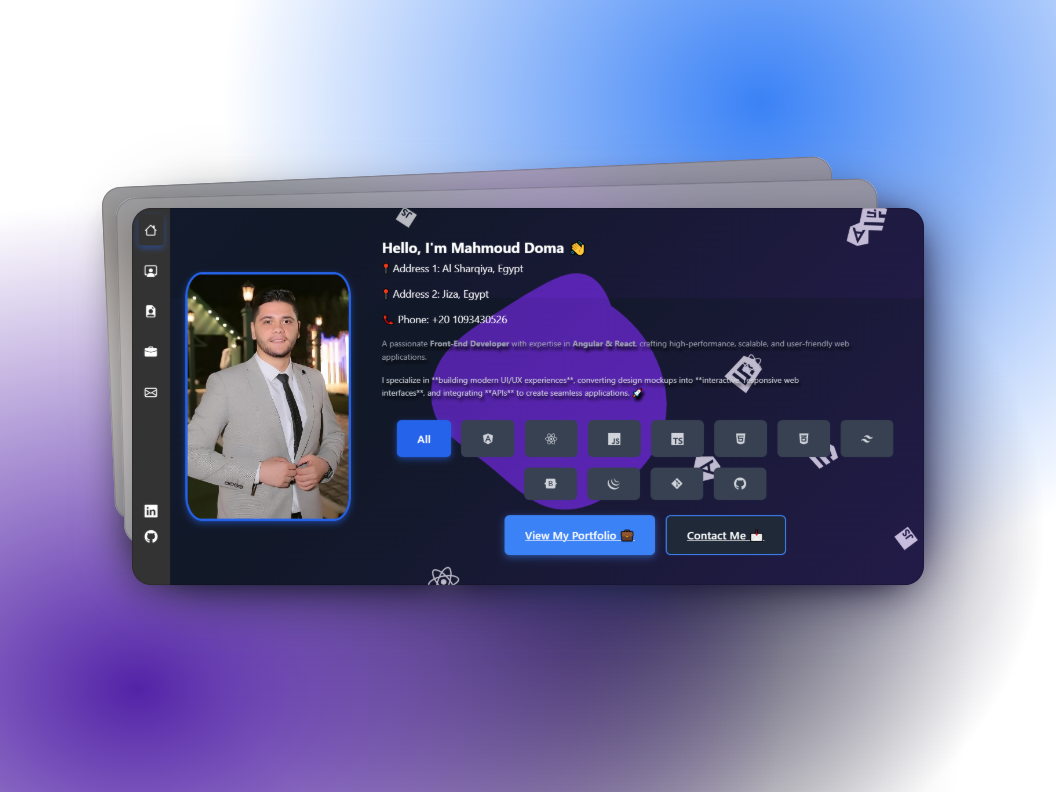 Hello, I'm Mahmoud Doma 👋
📍 Address 1: Al Sharqiya, Egypt
📍 Address 2: Jiza, Egypt
📞 Phone: +20 1093430526
A passionate Front-End Developer with expertise in Angular & React, crafting high-performance, scalable, and user-friendly web
applications.
I specialize in **building modern UI/UX experiences**, converting design mockups into **interactive, responsive web
interfaces**, and integrating **APIs** to create seamless applications. 🚀
All
JS
TS
View My Portfolio 💼
Contact Me 📩